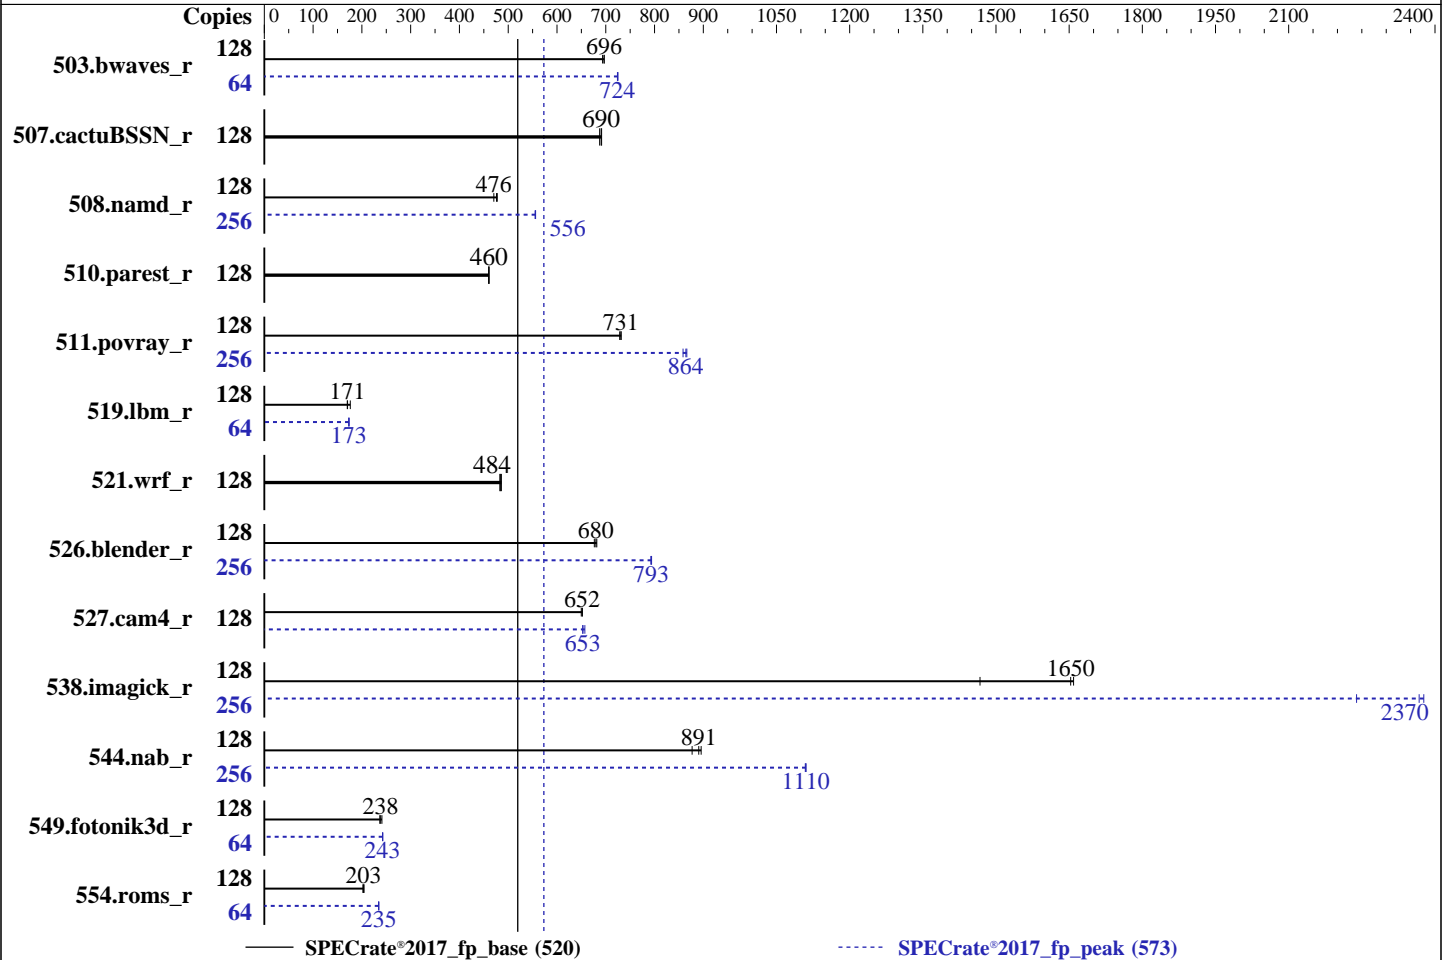 Copies 0 100 200 300 400 500 600 700 800 900 1050 1200 1350 1500 1650 1800 1950 2100 2400
503.bwaves_r 128 696
64 724
507.cactuBSSN_r 128 690
508.namd_r 128 476
256 556
510.parest_r 128 460
511.povray_r 128 731
256 864
519.lbm_r 128 171
64 173
521.wrf_r 128 484
526.blender_r 128 680
256 793
527.cam4_r 128 652
653
538.imagick_r 128 1650
256 2370
544.nab_r 128 891
256 1110
549.fotonik3d_r 128 238
64 243
554.roms_r 128 203
64 235
SPECrate®2017_fp_base (520) SPECrate®2017_fp_peak (573)